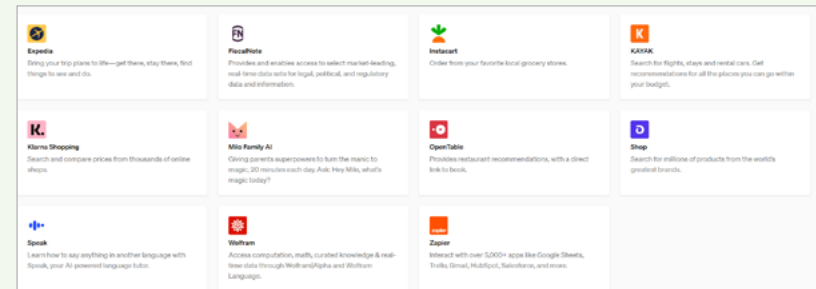 Expedia
Bring your trip plans to life—get there, stay there, find
things to see and do.
FiscalNote
Provides and enables access to select market-leading,
real-time data sets for legal, political, and regulatory
data and information.
Instacart
Order from your favorite local grocery stores.
K
KAYAK
Search for flights, stays and rental cars. Get
recommendations for all the places you can go within
your budget.
K.
Klarna Shopping
Search and compare prices from thousands of online
shops.
Milo Family AI
Giving parents superpowers to turn the manic to
magic, 20 minutes each day. Ask: Hey Milo, what's
magic today?
OpenTable
Provides restaurant recommendations, with a direct
link to book.
Shop
Search for millions of products from the world's
greatest brands.
Speak
Learn how to say anything in another language with
Speak, your AI-powered language tutor.
Wolfram
Access computation, math, curated knowledge & real-
time data through Wolfram|Alpha and Wolfram
Language.
zapier
Zapier
Interact with over 5,000+ apps like Google Sheets,
Trello, Gmail, HubSpot, Salesforce, and more.